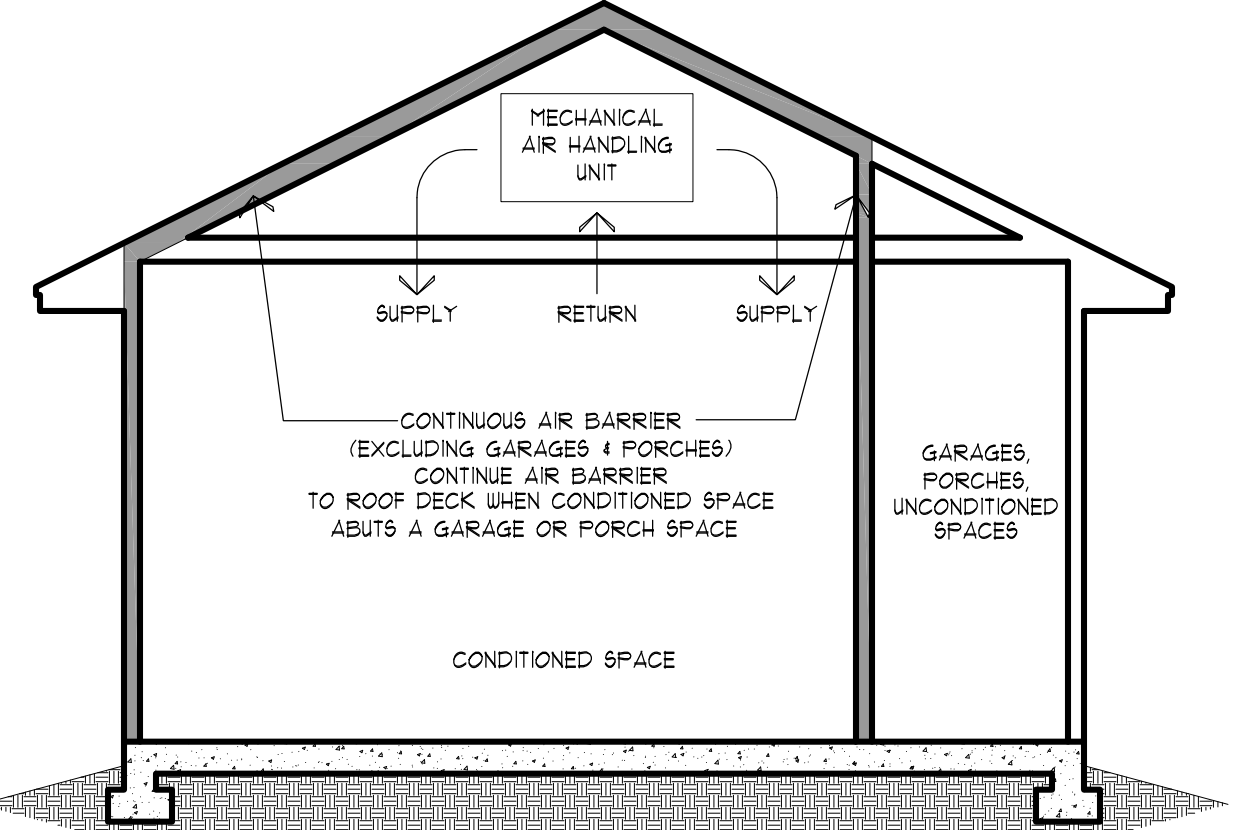 MECHANICAL
AIR HANDLING
UNIT
SUPPLY
RETURN
SUPPLY
CONTINUOUS AIR BARRIER
(EXCLUDING GARAGES & PORCHES)
CONTINUE AIR BARRIER
TO ROOF DECK WHEN CONDITIONED SPACE
ABUTS A GARAGE OR PORCH SPACE
GARAGES,
PORCHES,
UNCONDITIONED
SPACES
CONDITIONED SPACE